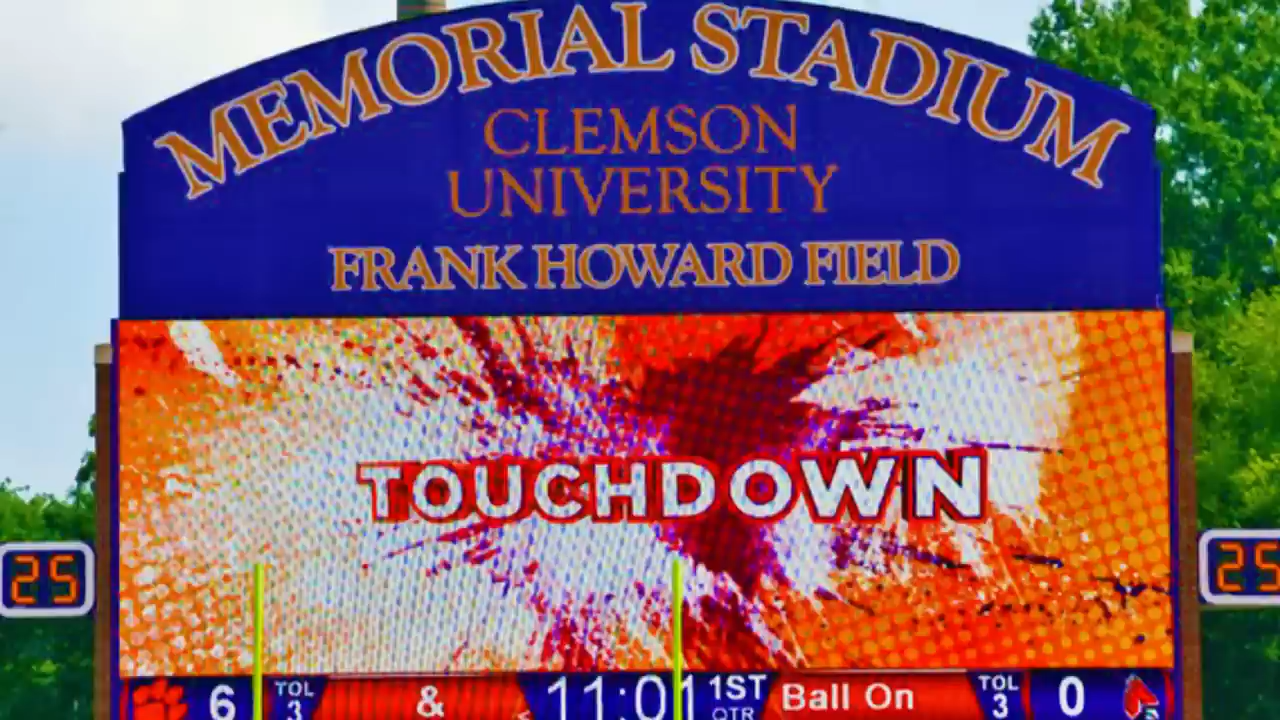 MEMORIAL STADIUM
CLEMSON
UNIVERSITY
FRANK HOWARD FIELD
TOUCHDOWN
25
25
6 TOL 3 & 11:01 1ST QTR Ball On TOL 3 0